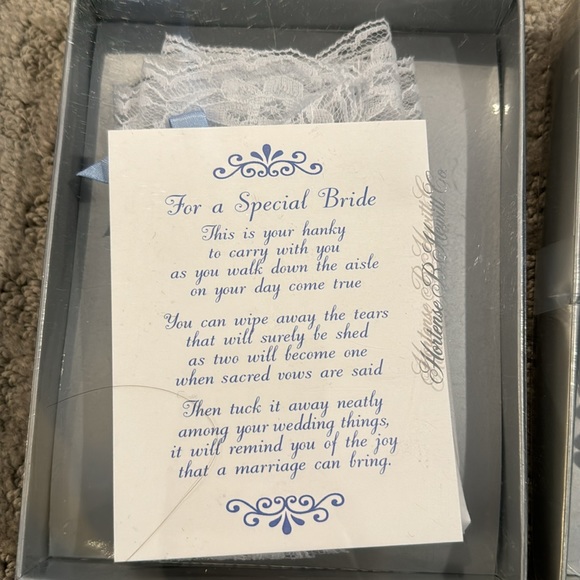 For a Special Bride
This is your hanky
to carry with you
as you walk down the aisle
on your day come true
You can wipe away the tears
that will surely be shed
as two will become one
when sacred vows are said
Then tuck it away neatly
among your wedding things,
it will remind you of the joy
that a marriage can bring.
Hortense B. Hewitt Co.